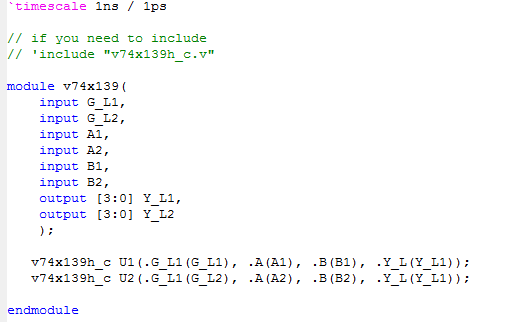 `timescale 1ns / 1ps
// if you need to include
// 'include "v74x139h_c.v"
module v74x139(
input G_L1,
input G_L2,
input A1,
input A2,
input B1,
input B2,
output [3:0] Y_L1,
output [3:0] Y_L2
);
v74x139h_c U1(.G_L1(G_L1), .A(A1), .B(B1), .Y_L(Y_L1));
v74x139h_c U2(.G_L1(G_L2), .A(A2), .B(B2), .Y_L(Y_L1));
endmodule